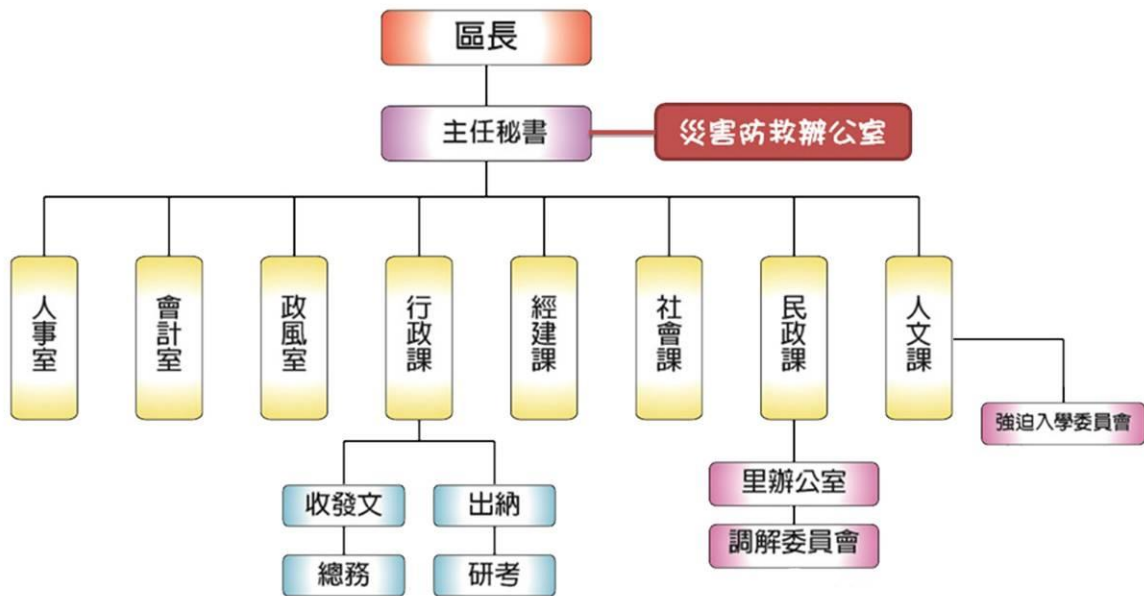 區長
主任秘書
災害防救辦公室
人事室
會計室
政風室
行政課
經建課
社會課
民政課
人文課
強迫入學委員會
收發文
出納
里辦公室
總務
研考
調解委員會